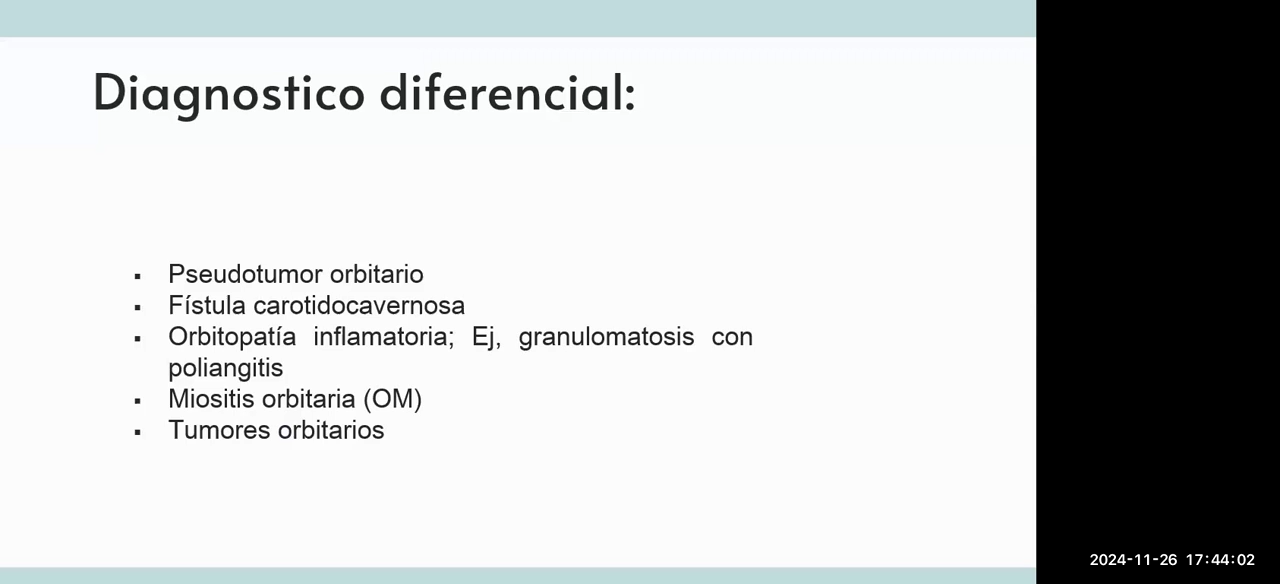 Diagnostico diferencial:
▪ Pseudotumor orbitario
▪ Fístula carotidocavernosa
▪ Orbitopatía inflamatoria; Ej, granulomatosis con
poliangitis
▪ Miositis orbitaria (OM)
▪ Tumores orbitarios
2024-11-26 17:44:02